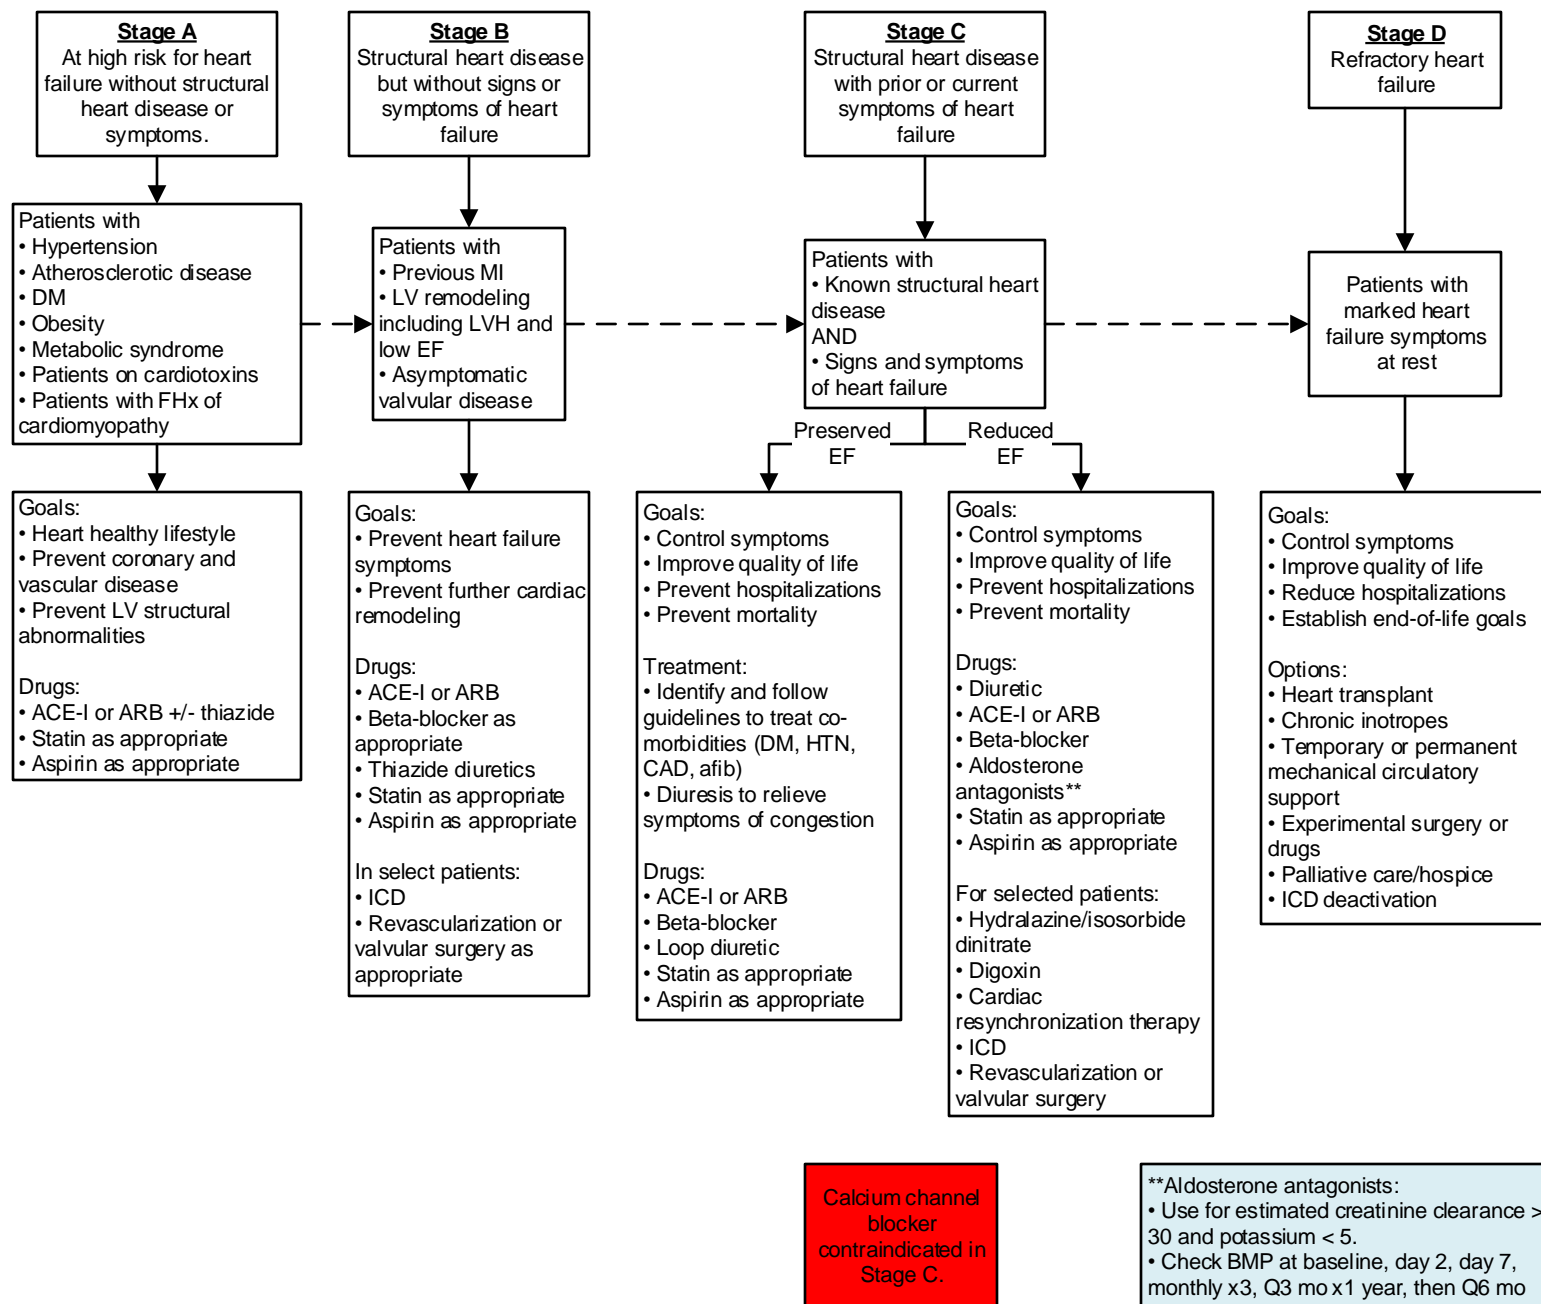 Stage A
At high risk for heart
failure without structural
heart disease or
symptoms.
Stage B
Structural heart disease
but without signs or
symptoms of heart
failure
Stage C
Structural heart disease
with prior or current
symptoms of heart
failure
Stage D
Refractory heart
failure
Patients with
• Hypertension
• Atherosclerotic disease
• DM
• Obesity
• Metabolic syndrome
• Patients on cardiotoxins
• Patients with FHx of
cardiomyopathy
Patients with
• Previous MI
• LV remodeling
including LVH and
low EF
• Asymptomatic
valvular disease
Patients with
• Known structural heart
disease
AND
• Signs and symptoms
of heart failure
Patients with
marked heart
failure symptoms
at rest
Preserved
EF
Reduced
EF
Goals:
• Heart healthy lifestyle
• Prevent coronary and
vascular disease
• Prevent LV structural
abnormalities
Drugs:
• ACE-I or ARB +/- thiazide
• Statin as appropriate
• Aspirin as appropriate
Goals:
• Prevent heart failure
symptoms
• Prevent further cardiac
remodeling
Drugs:
• ACE-I or ARB
• Beta-blocker as
appropriate
• Thiazide diuretics
• Statin as appropriate
• Aspirin as appropriate
In select patients:
• ICD
• Revascularization or
valvular surgery as
appropriate
Goals:
• Control symptoms
• Improve quality of life
• Prevent hospitalizations
• Prevent mortality
Treatment:
• Identify and follow
guidelines to treat co-
morbidities (DM, HTN,
CAD, afib)
• Diuresis to relieve
symptoms of congestion
Drugs:
• ACE-I or ARB
• Beta-blocker
• Loop diuretic
• Statin as appropriate
• Aspirin as appropriate
Goals:
• Control symptoms
• Improve quality of life
• Prevent hospitalizations
• Prevent mortality
Drugs:
• Diuretic
• ACE-I or ARB
• Beta-blocker
• Aldosterone
antagonists**
• Statin as appropriate
• Aspirin as appropriate
For selected patients:
• Hydralazine/isosorbide
dinitrate
• Digoxin
• Cardiac
resynchronization therapy
• ICD
• Revascularization or
valvular surgery
Goals:
• Control symptoms
• Improve quality of life
• Reduce hospitalizations
• Establish end-of-life goals
Options:
• Heart transplant
• Chronic inotropes
• Temporary or permanent
mechanical circulatory
support
• Experimental surgery or
drugs
• Palliative care/hospice
• ICD deactivation
Calcium channel
blocker
contraindicated in
Stage C.
**Aldosterone antagonists:
• Use for estimated creatinine clearance >
30 and potassium < 5.
• Check BMP at baseline, day 2, day 7,
monthly x3, Q3 mo x1 year, then Q6 mo